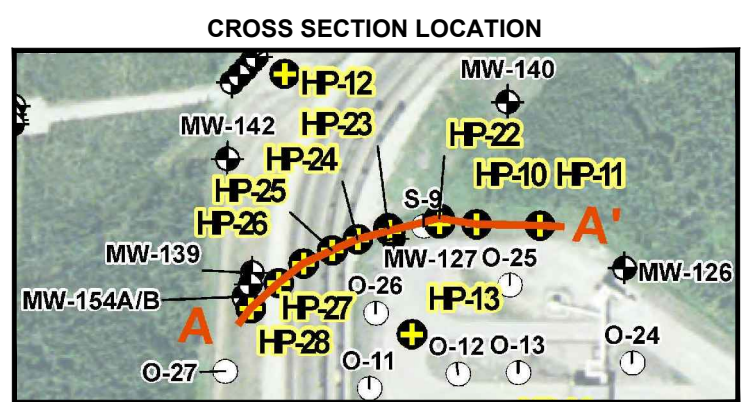 CROSS SECTION LOCATION
HP-12
MW-140
MW-142
HP-23
HP-22
HP-24
HP-10 HP-11
HP-25
S-9
HP-26
A'
MW-139
MW-127
O-25
MW-126
MW-154A/B
O-26
HP-13
HP-27
A
HP-28
O-24
O-27
O-11
O-12
O-13